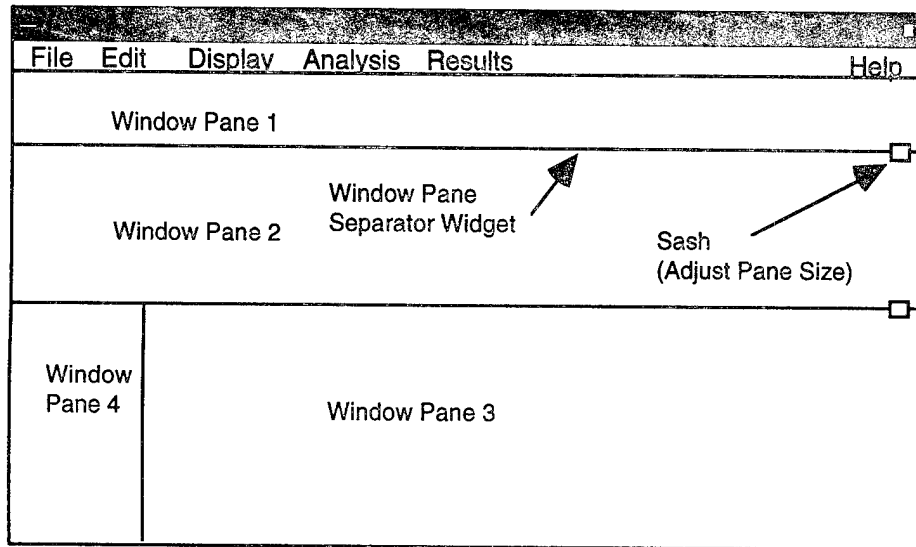 File Edit Display Analysis Results Help
Window Pane 1
Window Pane
Separator Widget
Window Pane 2
Sash
(Adjust Pane Size)
Window
Pane 4
Window Pane 3